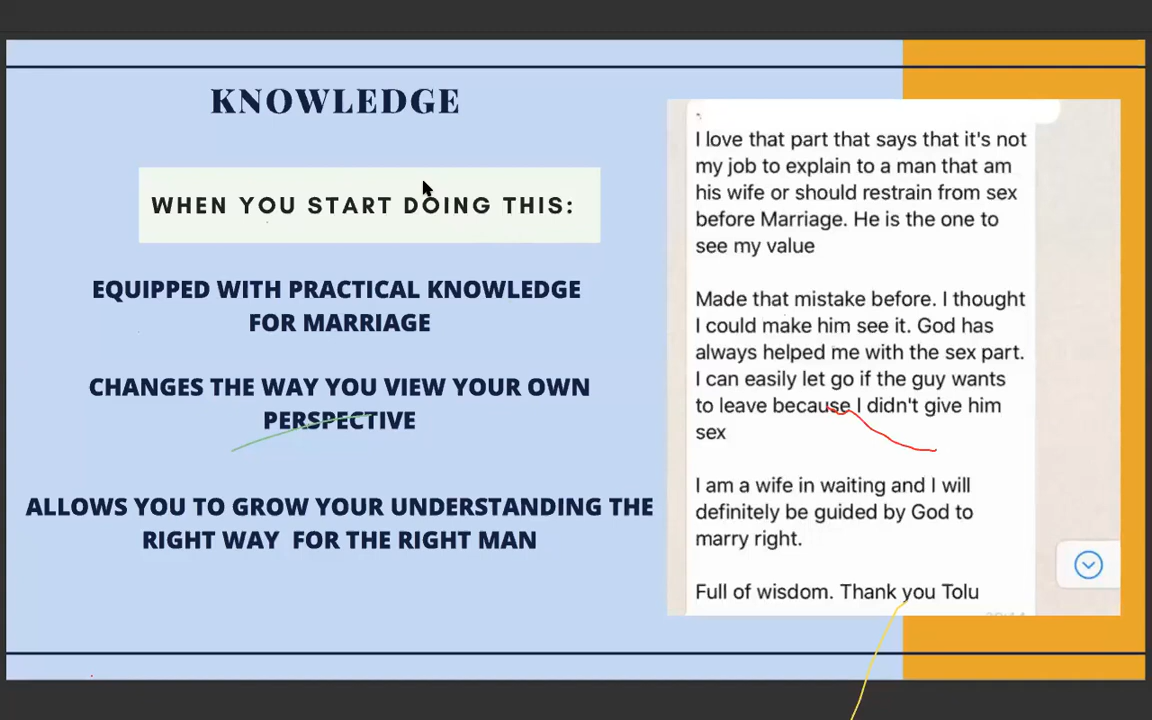 KNOWLEDGE
WHEN YOU START DOING THIS:
EQUIPPED WITH PRACTICAL KNOWLEDGE
FOR MARRIAGE
CHANGES THE WAY YOU VIEW YOUR OWN
PERSPECTIVE
ALLOWS YOU TO GROW YOUR UNDERSTANDING THE
RIGHT WAY FOR THE RIGHT MAN
I love that part that says that it's not
my job to explain to a man that am
his wife or should restrain from sex
before Marriage. He is the one to
see my value
Made that mistake before. I thought
I could make him see it. God has
always helped me with the sex part.
I can easily let go if the guy wants
to leave because I didn't give him
sex
I am a wife in waiting and I will
definitely be guided by God to
marry right.
Full of wisdom. Thank you Tolu